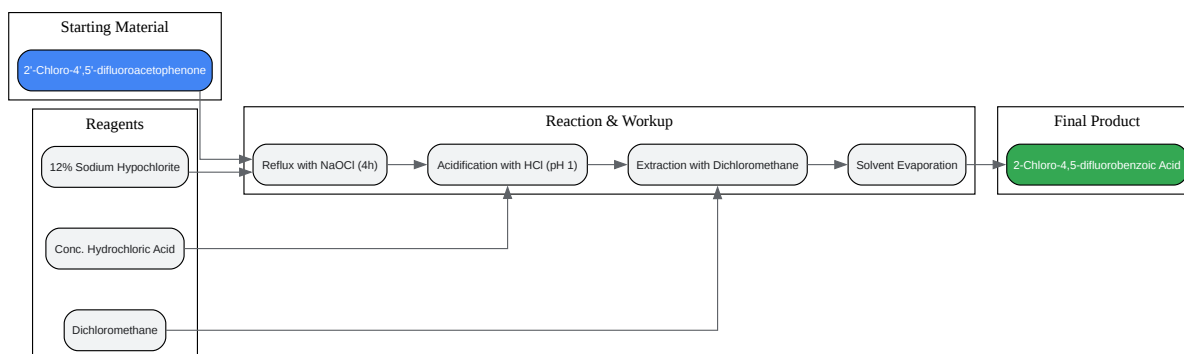 Starting Material
2'-Chloro-4',5'-difluoroacetophenone
Reagents
12% Sodium Hypochlorite
Conc. Hydrochloric Acid
Dichloromethane
Reaction & Workup
Reflux with NaOCl (4h)
Acidification with HCl (pH 1)
Extraction with Dichloromethane
Solvent Evaporation
Final Product
2-Chloro-4,5-difluorobenzoic Acid